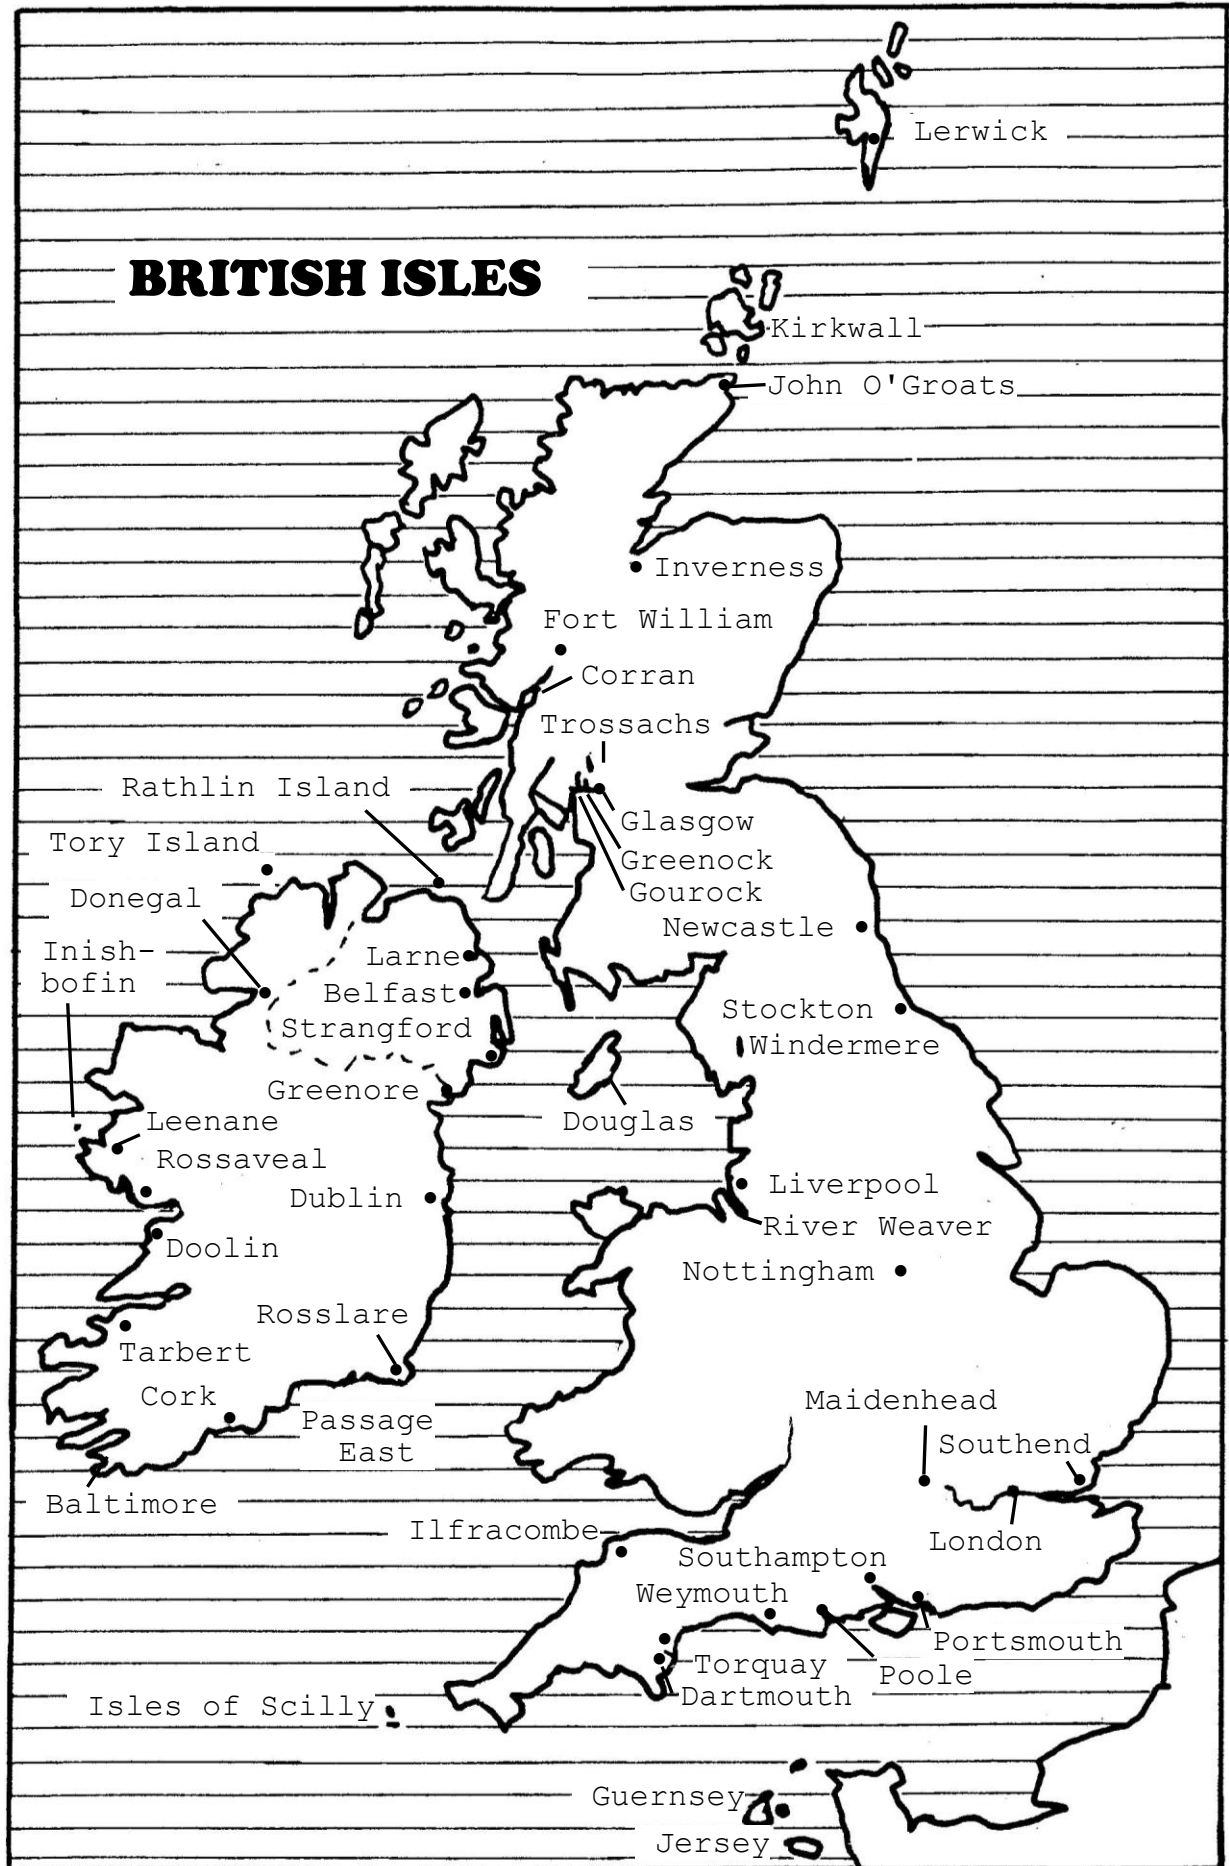 Lerwick
BRITISH ISLES
Kirkwall
John O'Groats
Inverness
Fort William
Corran
Trossachs
Rathlin Island
Glasgow
Tory Island
Greenock
Donegal
Gourock
Newcastle
Inish-
bofin
Larne
Belfast
Stockton
Strangford
Windermere
Greenore
Leenane
Douglas
Rossaveal
Liverpool
Dublin
River Weaver
Doolin
Nottingham
Rosslare
Tarbert
Cork
Maidenhead
Passage
East
Southend
Baltimore
Ilfracombe
London
Southampton
Weymouth
Portsmouth
Torquay
Poole
Dartmouth
Isles of Scilly
Guernsey
Jersey